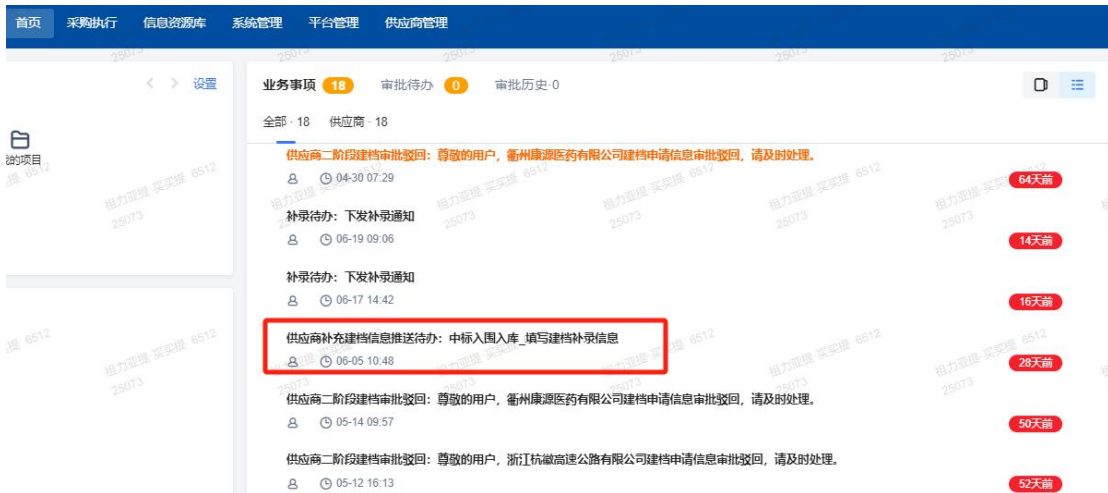 首页 采购执行 信息资源库 系统管理 平台管理 供应商管理
设置
业务事项 18 审批待办 0 审批历史·0
全部 · 18 供应商 · 18
的项目
供应商二阶段建档审批驳回：尊敬的用户，衢州康源医药有限公司建档申请信息审批驳回，请及时处理。
04-30 07:29 64天前
补录待办：下发补录通知
06-19 09:06 14天前
补录待办：下发补录通知
06-17 14:42 16天前
供应商补充建档信息推送待办：中标入围入库_填写建档补录信息
06-05 10:48 28天前
供应商二阶段建档审批驳回：尊敬的用户，衢州康源医药有限公司建档申请信息审批驳回，请及时处理。
05-14 09:57 50天前
供应商二阶段建档审批驳回：尊敬的用户，浙江杭徽高速公路有限公司建档申请信息审批驳回，请及时处理。
05-12 16:13 52天前